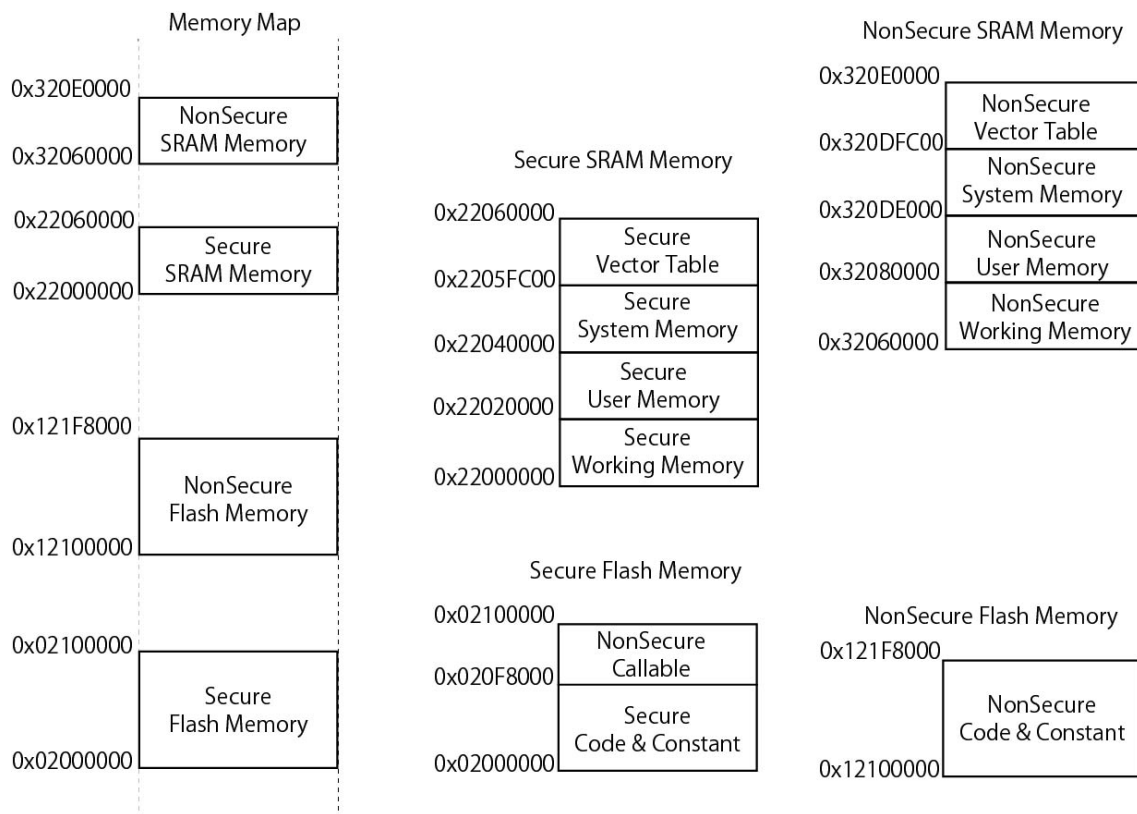 Memory Map
0x320E0000
NonSecure
SRAM Memory
0x32060000
0x22060000
Secure
SRAM Memory
0x22000000
0x121F8000
NonSecure
Flash Memory
0x12100000
0x02100000
Secure
Flash Memory
0x02000000
Secure SRAM Memory
0x22060000
Secure
Vector Table
0x2205FC00
Secure
System Memory
0x22040000
Secure
User Memory
0x22020000
Secure
Working Memory
0x22000000
Secure Flash Memory
0x02100000
NonSecure
Callable
0x020F8000
Secure
Code & Constant
0x02000000
NonSecure SRAM Memory
0x320E0000
NonSecure
Vector Table
0x320DFC00
NonSecure
System Memory
0x320DE000
NonSecure
User Memory
0x32080000
NonSecure
Working Memory
0x32060000
NonSecure Flash Memory
0x121F8000
NonSecure
Code & Constant
0x12100000